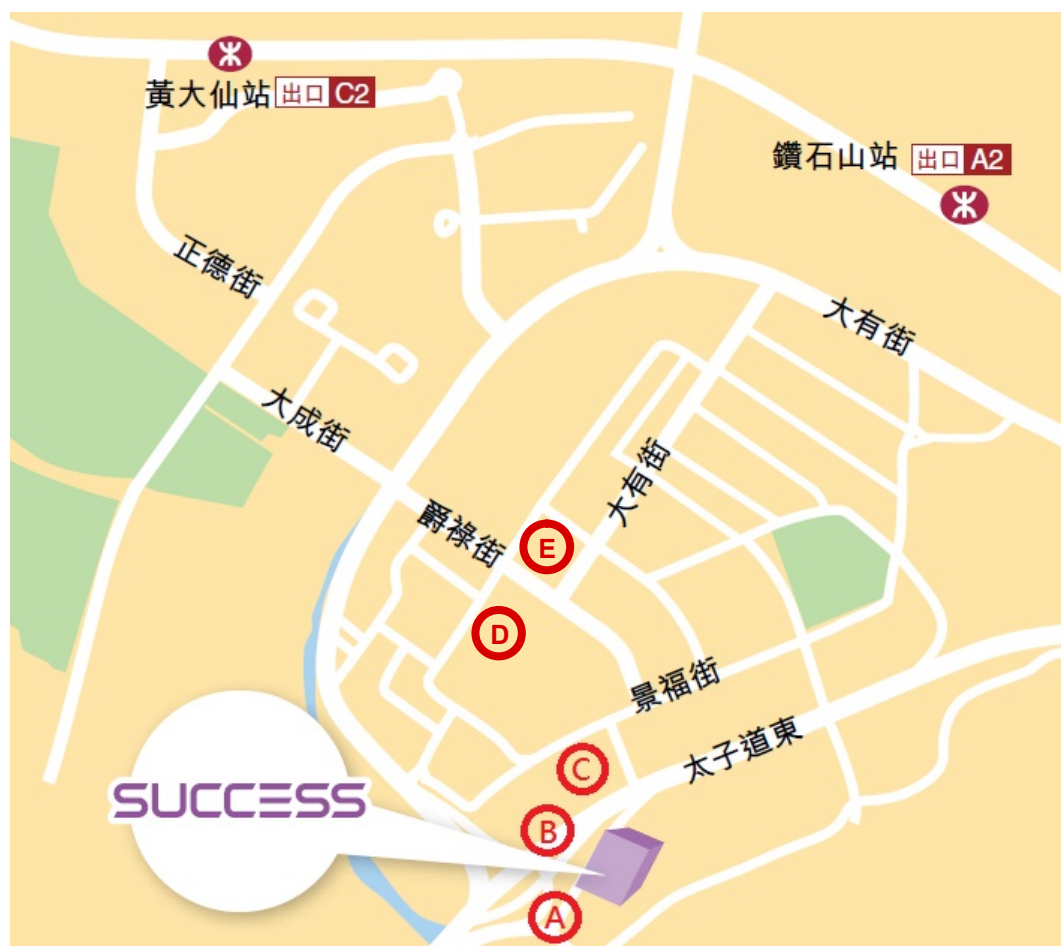 黃大仙站 出口 C2
鑽石山站 出口 A2
正德街
大有街
大成街
大有街
爵祿街
E
D
景福街
太子道東
C
SUCCESS
B
A